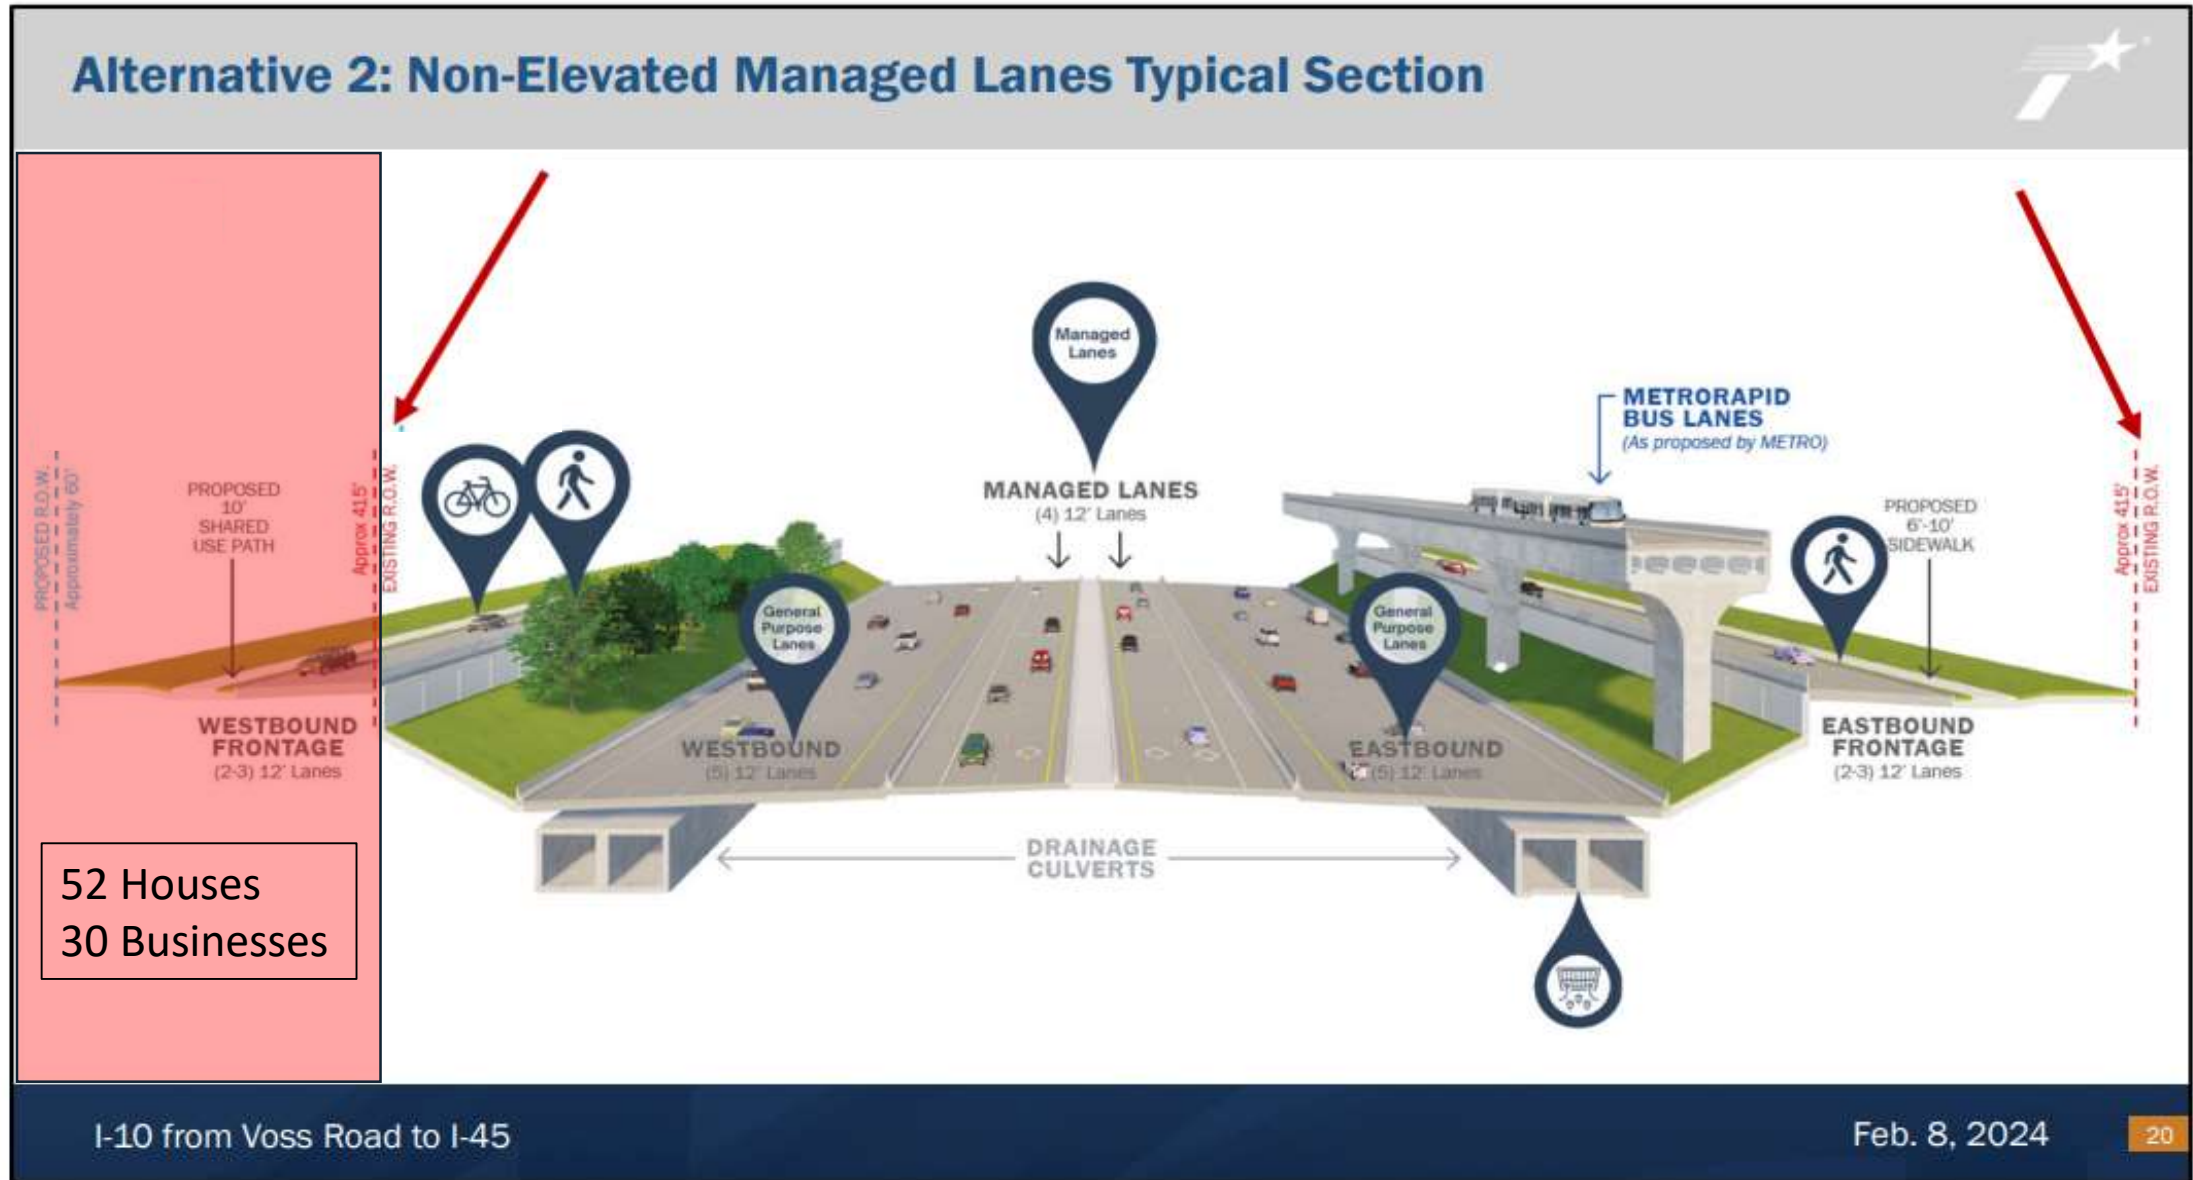 Alternative 2: Non-Elevated Managed Lanes Typical Section
PROPOSED R.O.W.
Approximately 60'
PROPOSED
10'
SHARED
USE PATH
Approx 415'
EXISTING R.O.W.
Managed
Lanes
MANAGED LANES
(4) 12' Lanes
METRORAPID
BUS LANES
(As proposed by METRO)
PROPOSED
6'-10'
SIDEWALK
Approx 415'
EXISTING R.O.W.
General
Purpose
Lanes
General
Purpose
Lanes
WESTBOUND
FRONTAGE
(2-3) 12' Lanes
WESTBOUND
(5) 12' Lanes
EASTBOUND
(5) 12' Lanes
EASTBOUND
FRONTAGE
(2-3) 12' Lanes
DRAINAGE
CULVERTS
52 Houses
30 Businesses
I-10 from Voss Road to I-45
Feb. 8, 2024
20